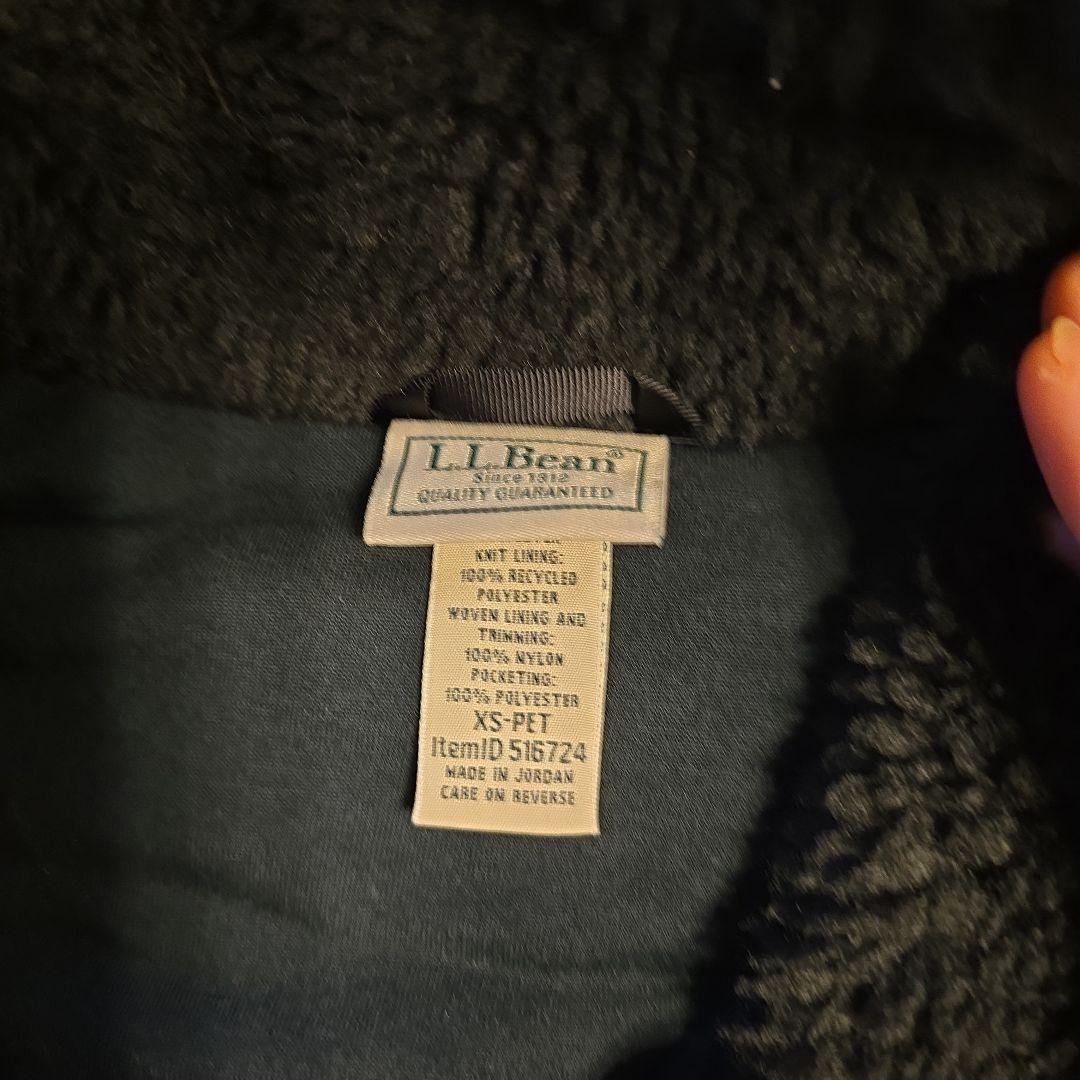 L.L.Bean®
Since 1912
QUALITY GUARANTEED
KNIT LINING:
100% RECYCLED
POLYESTER
WOVEN LINING AND
TRIMMING:
100% NYLON
POCKETING:
100% POLYESTER
XS-PET
ItemID 516724
MADE IN JORDAN
CARE ON REVERSE